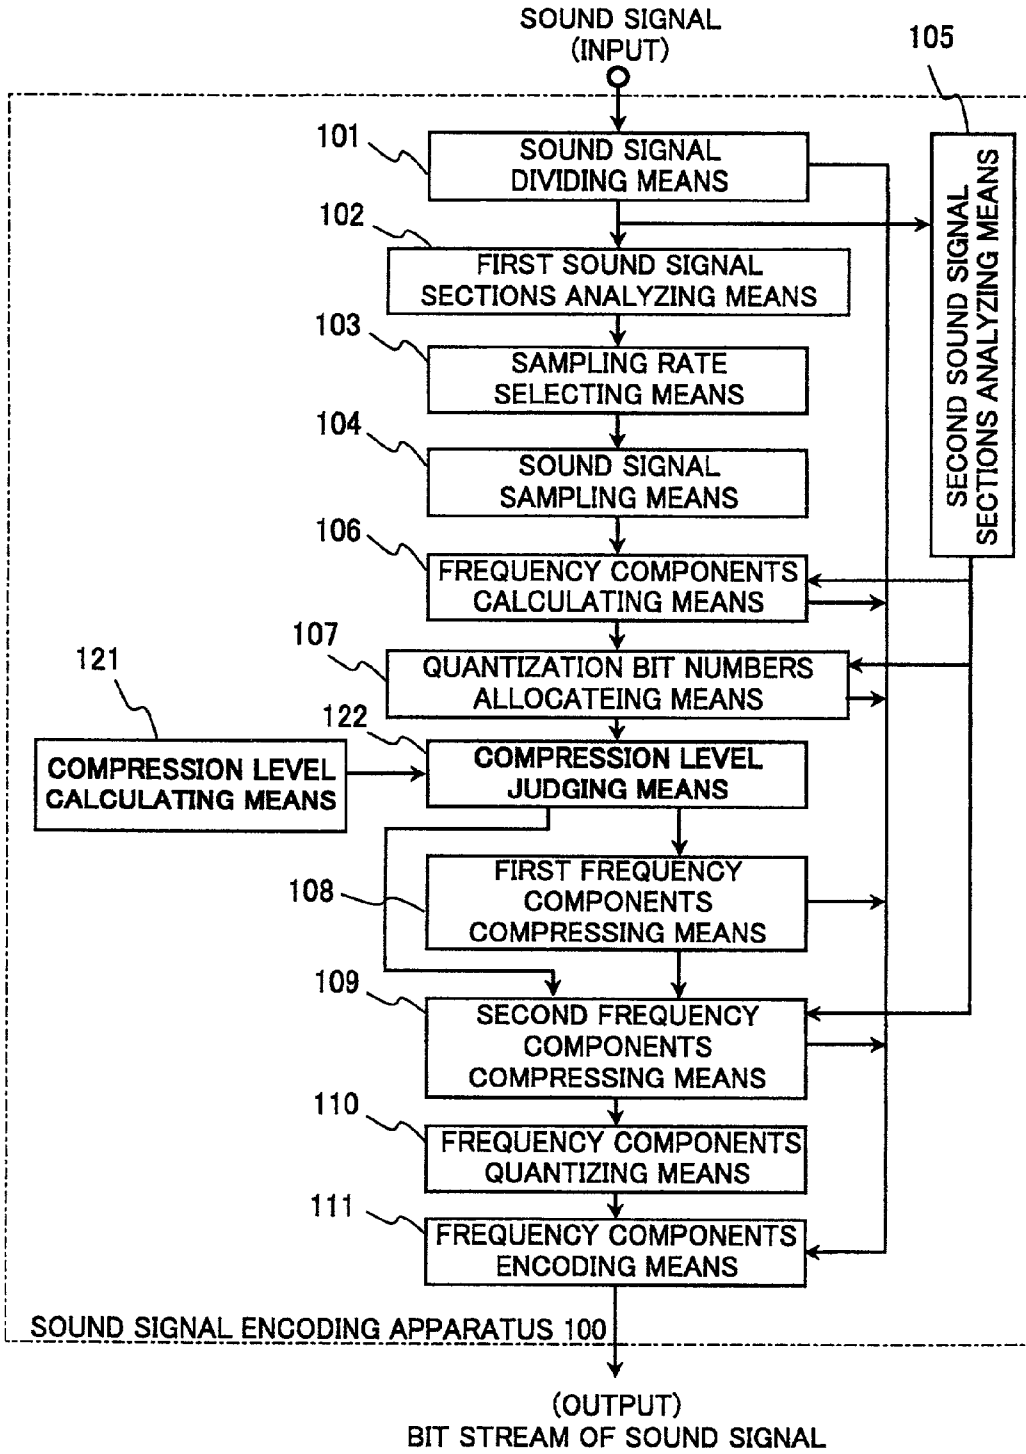 SOUND SIGNAL
(INPUT)
105
101
SOUND SIGNAL
DIVIDING MEANS
SECOND SOUND SIGNAL
SECTIONS ANALYZING MEANS
102
FIRST SOUND SIGNAL
SECTIONS ANALYZING MEANS
103
SAMPLING RATE
SELECTING MEANS
104
SOUND SIGNAL
SAMPLING MEANS
106
FREQUENCY COMPONENTS
CALCULATING MEANS
107
QUANTIZATION BIT NUMBERS
ALLOCATEING MEANS
121
COMPRESSION LEVEL
CALCULATING MEANS
122
COMPRESSION LEVEL
JUDGING MEANS
108
FIRST FREQUENCY
COMPONENTS
COMPRESSING MEANS
109
SECOND FREQUENCY
COMPONENTS
COMPRESSING MEANS
110
FREQUENCY COMPONENTS
QUANTIZING MEANS
111
FREQUENCY COMPONENTS
ENCODING MEANS
SOUND SIGNAL ENCODING APPARATUS 100
(OUTPUT)
BIT STREAM OF SOUND SIGNAL